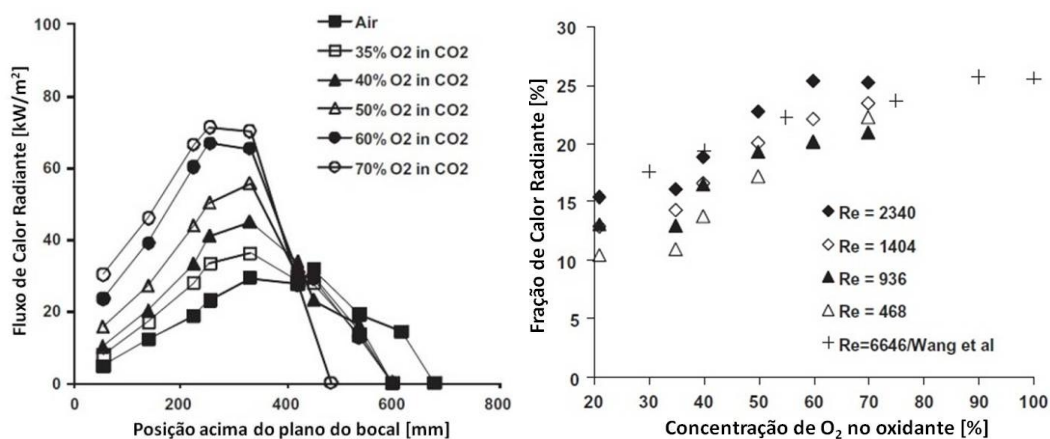 Fluxo de Calor Radiante [kW/m²]
100
80
60
40
20
0
0 200 400 600 800
Posição acima do plano do bocal [mm]
Air
35% O2 in CO2
40% O2 in CO2
50% O2 in CO2
60% O2 in CO2
70% O2 in CO2
Fração de Calor Radiante [%]
30
25
20
15
10
5
0
20 30 40 50 60 70 80 90 100
Concentração de O₂ no oxidante [%]
Re = 2340
Re = 1404
Re = 936
Re = 468
Re=6646/Wang et al